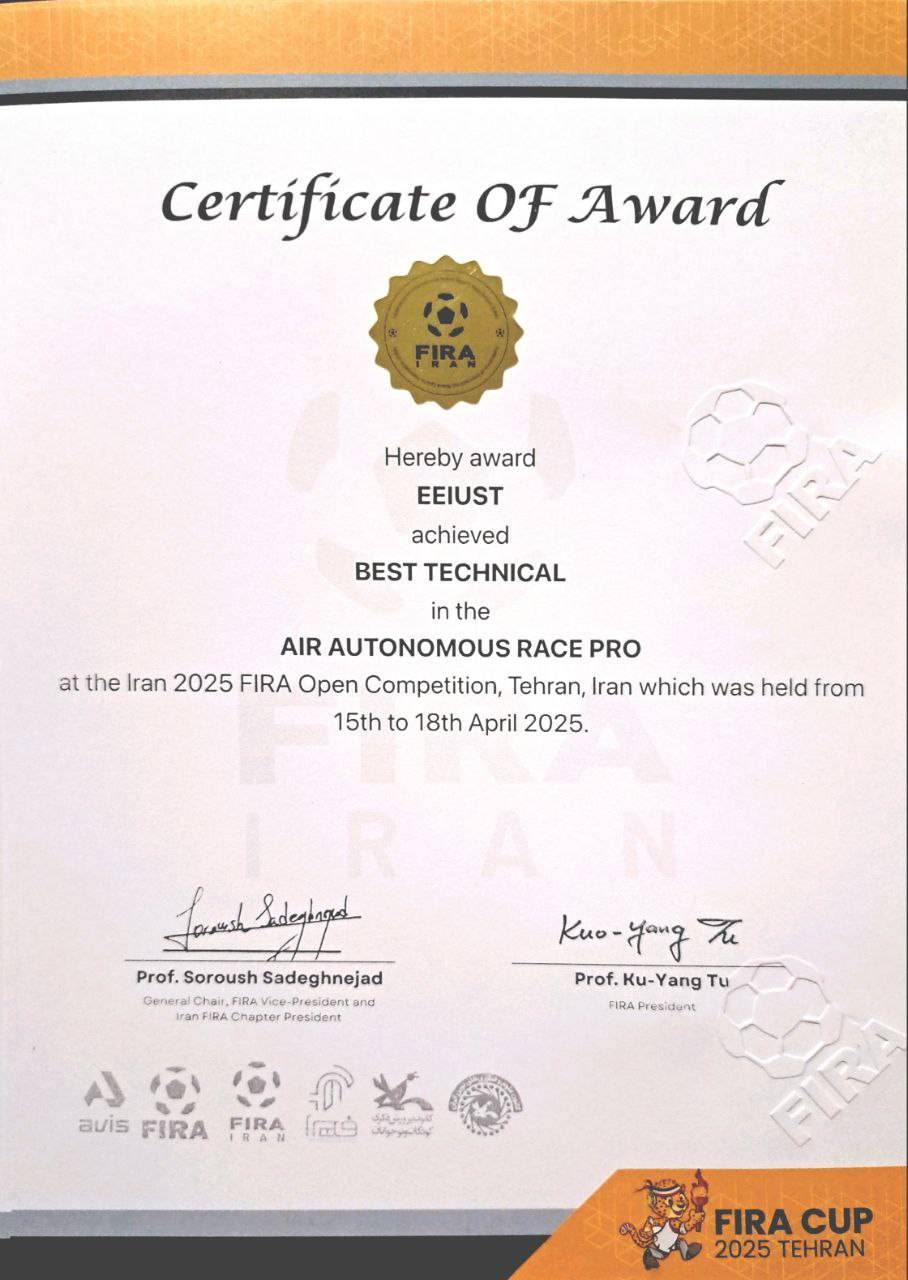 Certificate OF Award
FIRA
IRAN
Hereby award
EEIUST
achieved
BEST TECHNICAL
in the
AIR AUTONOMOUS RACE PRO
at the Iran 2025 FIRA Open Competition, Tehran, Iran which was held from
15th to 18th April 2025.
FIRA
FIRA
IRAN
Soroush Sadeghnejad
Kuo-Yang Tu
Prof. Soroush Sadeghnejad
Prof. Ku-Yang Tu
General Chair, FIRA Vice-President and
Iran FIRA Chapter President
FIRA President
avis
FIRA
FIRA
IRAN
FIRA
FIRA CUP
2025 TEHRAN